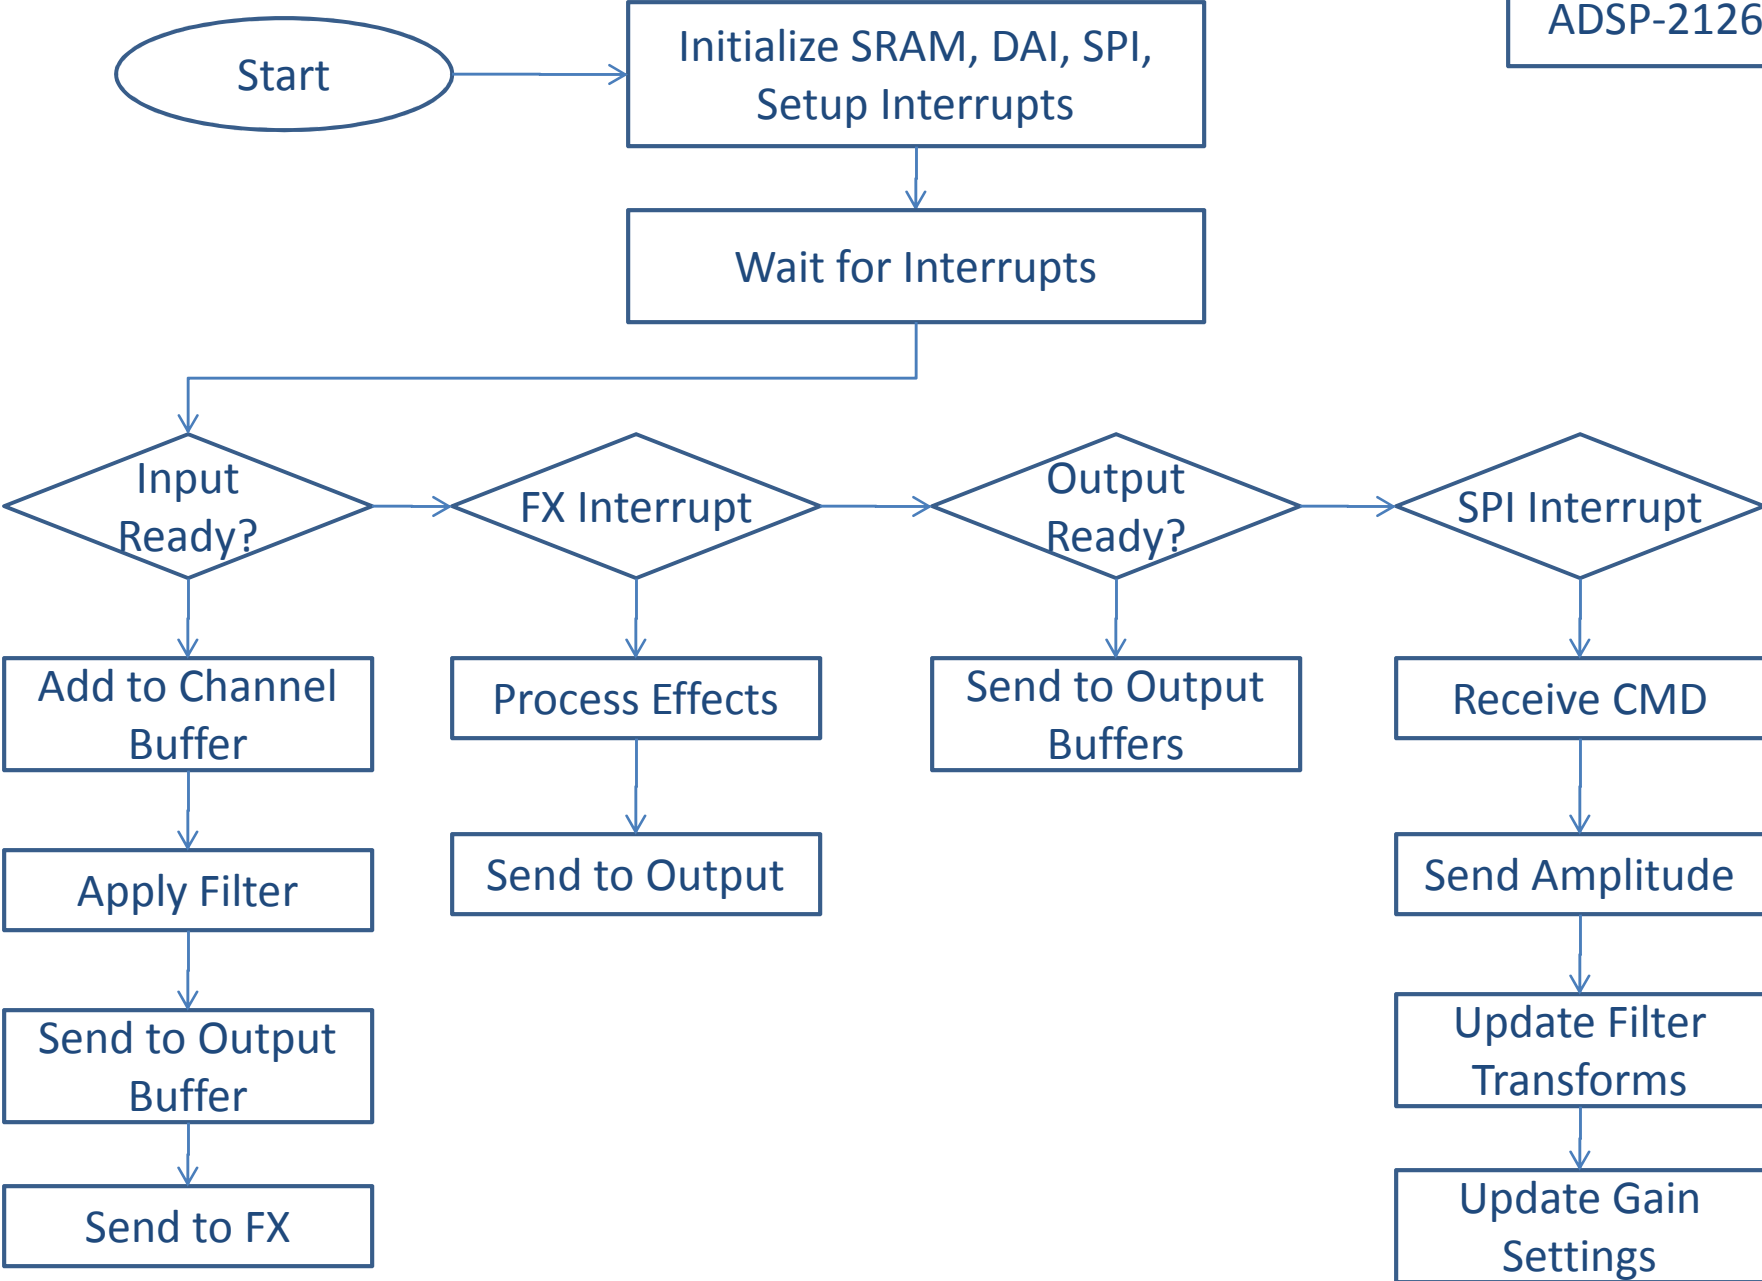 ADSP-2126
Start
Initialize SRAM, DAI, SPI,
Setup Interrupts
Wait for Interrupts
Input
Ready?
FX Interrupt
Output
Ready?
SPI Interrupt
Add to Channel
Buffer
Process Effects
Send to Output
Buffers
Receive CMD
Apply Filter
Send to Output
Send Amplitude
Send to Output
Buffer
Update Filter
Transforms
Send to FX
Update Gain
Settings